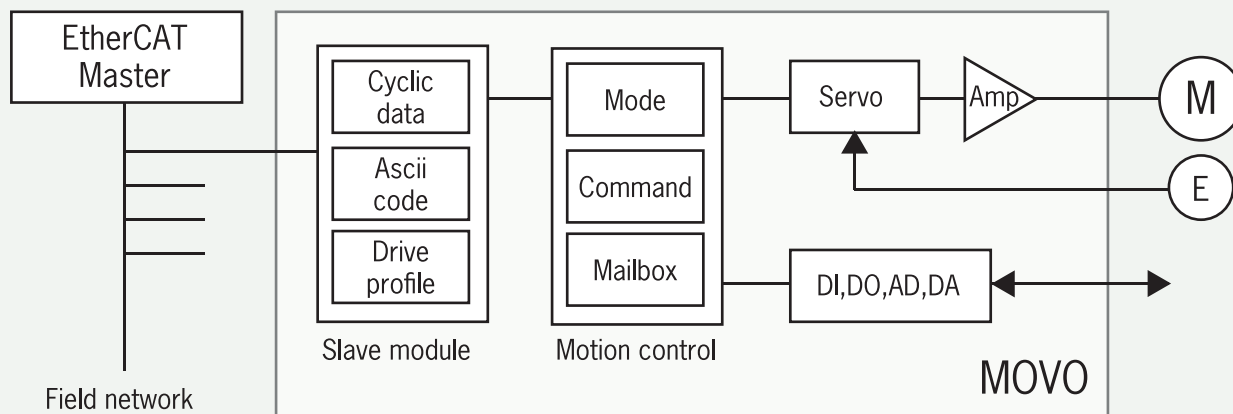 EtherCAT
Master
Field network
Cyclic
data
Ascii
code
Drive
profile
Slave module
Mode
Command
Mailbox
Motion control
Servo
Amp
M
E
DI,DO,AD,DA
MOVO